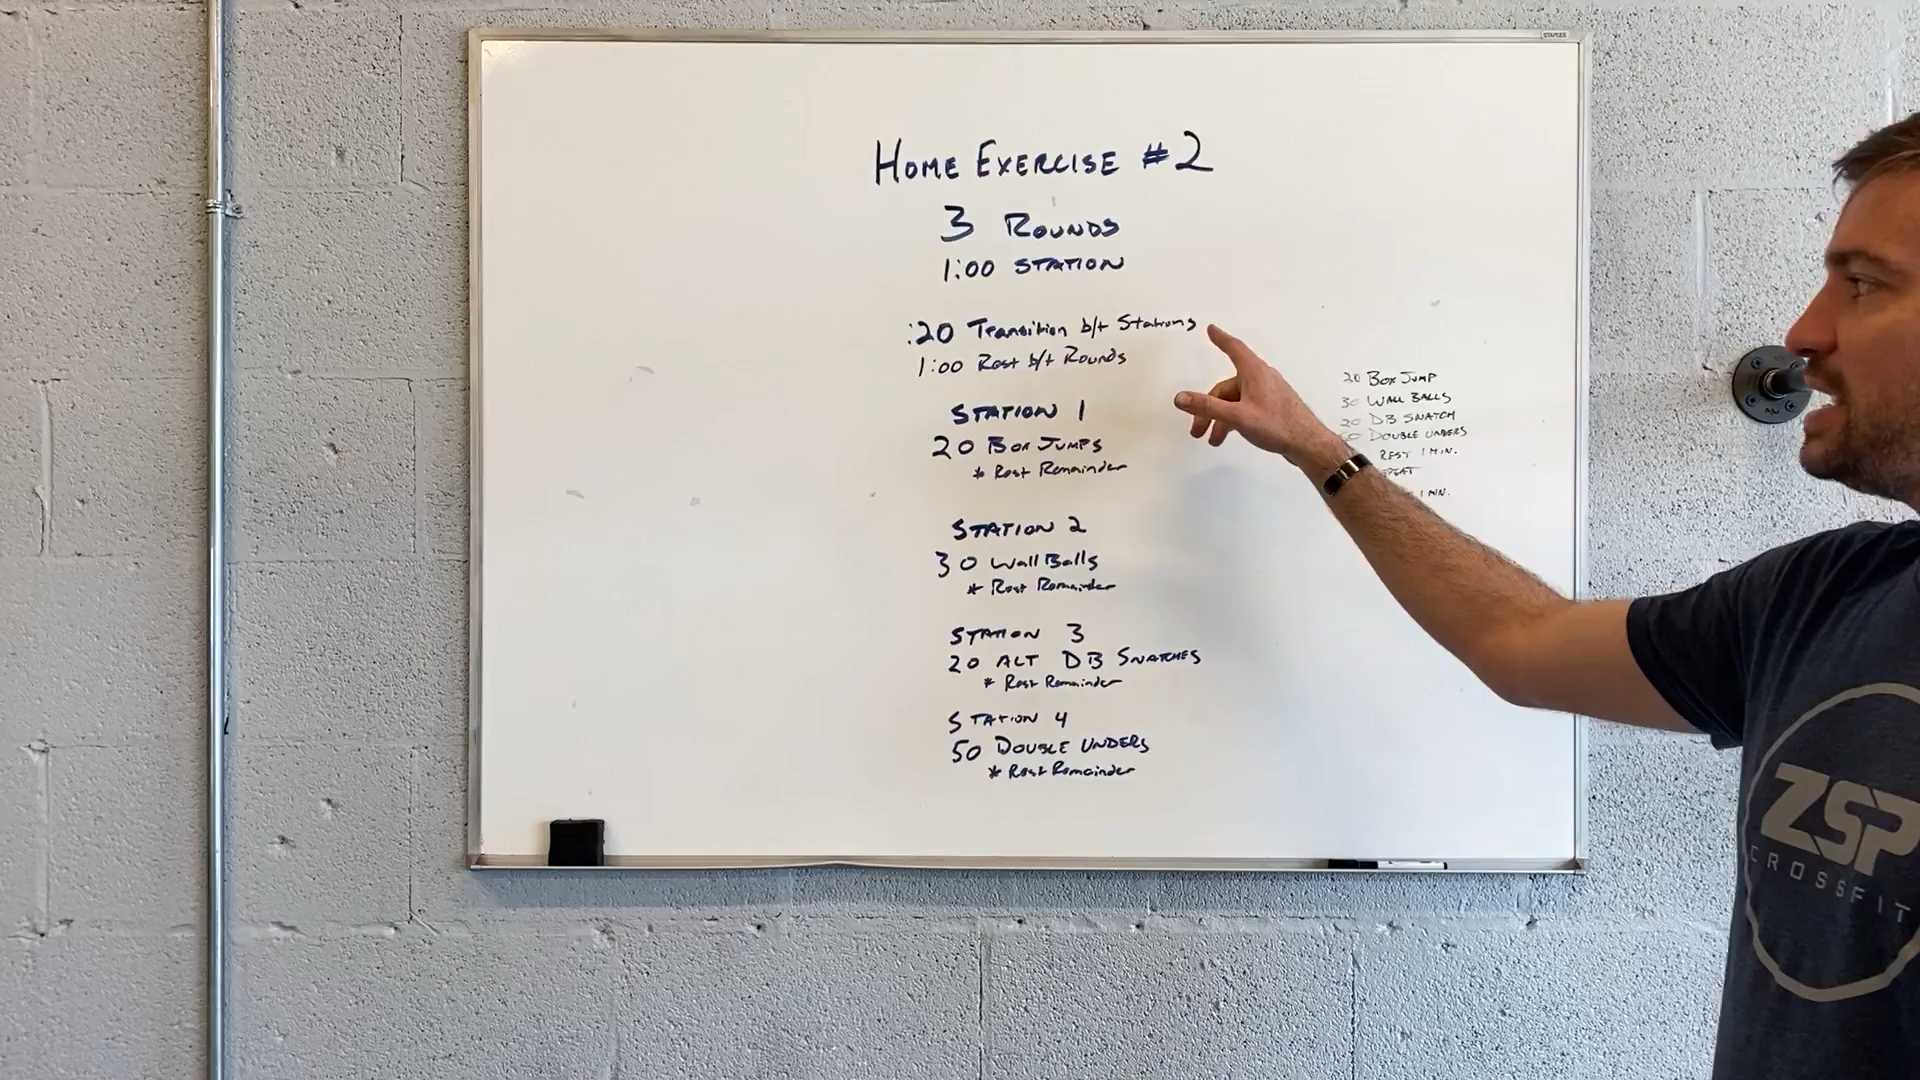 STAPLES
HOME EXERCISE #2
3 ROUNDS
1:00 STATION
:20 Transition b/t Stations
1:00 Rest b/t Rounds
STATION 1
20 BOX JUMPS
* Rest Remainder
STATION 2
30 Wall Balls
* Rest Remainder
STATION 3
20 ALT DB SNATCHES
* Rest Remainder
STATION 4
50 DOUBLE UNDERS
* Rest Remainder
20 BOX JUMP
30 WALL BALLS
20 DB SNATCH
DOUBLE UNDERS
REST 1 MIN.
1 MIN.
ZSP
CROSSFIT